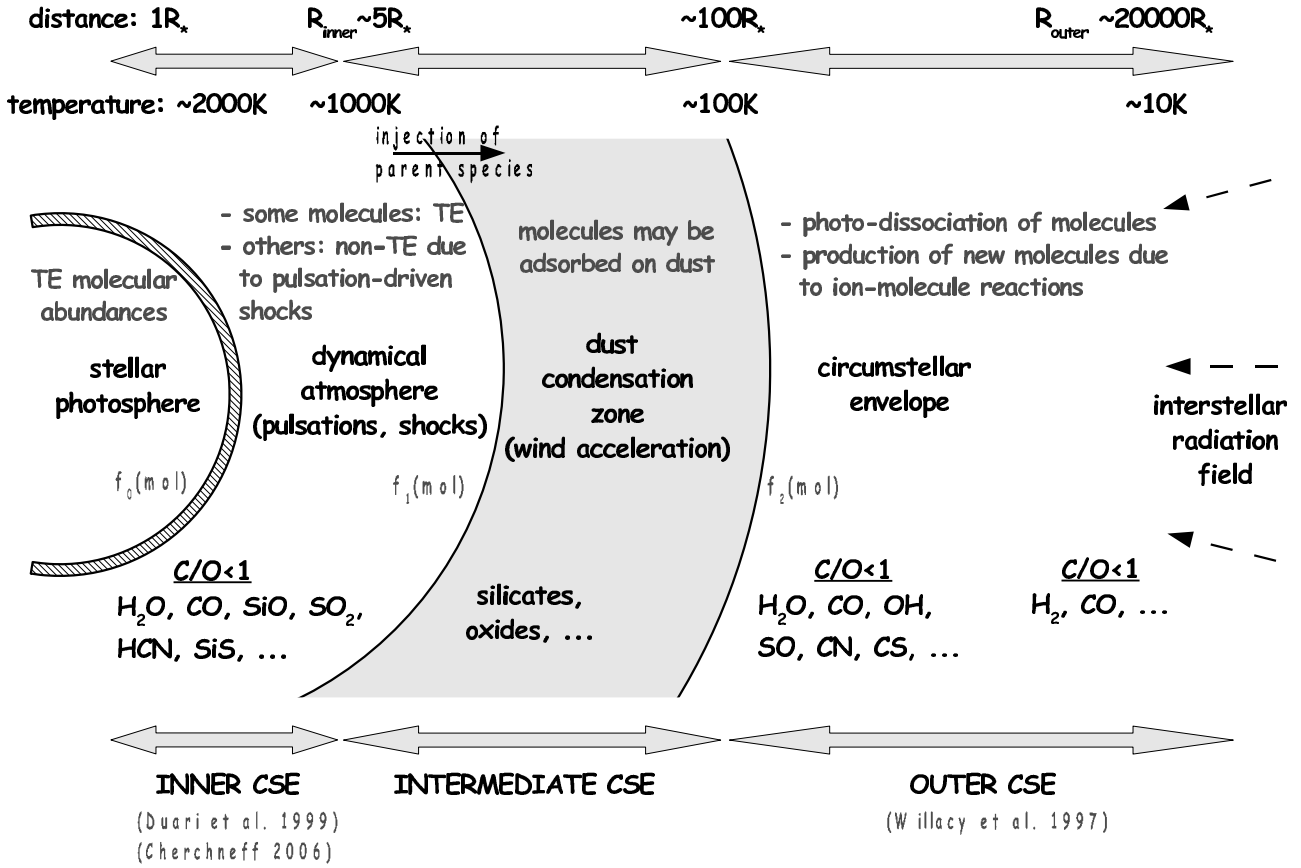 distance: 1R* R_inner ~5R* ~100R* R_outer ~20000R*
temperature: ~2000K ~1000K ~100K ~10K
injection of
parent species
- some molecules: TE
- others: non-TE due
to pulsation-driven
shocks
molecules may be
adsorbed on dust
- photo-dissociation of molecules
- production of new molecules due
to ion-molecule reactions
TE molecular
abundances
stellar
photosphere
dynamical
atmosphere
(pulsations, shocks)
dust
condensation
zone
(wind acceleration)
circumstellar
envelope
interstellar
radiation
field
f₀(mol)
f₁(mol)
f₂(mol)
C/O<1
H₂O, CO, SiO, SO₂,
HCN, SiS, ...
silicates,
oxides, ...
C/O<1
H₂O, CO, OH,
SO, CN, CS, ...
C/O<1
H₂, CO, ...
INNER CSE
(Duari et al. 1999)
(Cherchneff 2006)
INTERMEDIATE CSE
OUTER CSE
(Willacy et al. 1997)